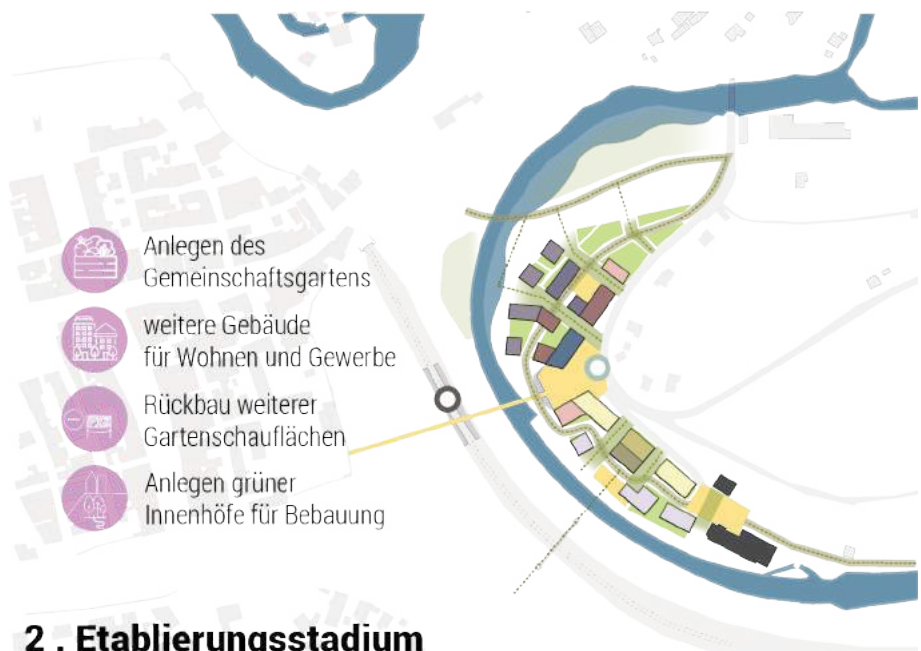 Anlegen des
Gemeinschaftsgartens
weitere Gebäude
für Wohnen und Gewerbe
Rückbau weiterer
Gartenschauflächen
Anlegen grüner
Innenhöfe für Bebauung
2 . Etablierungsstadium